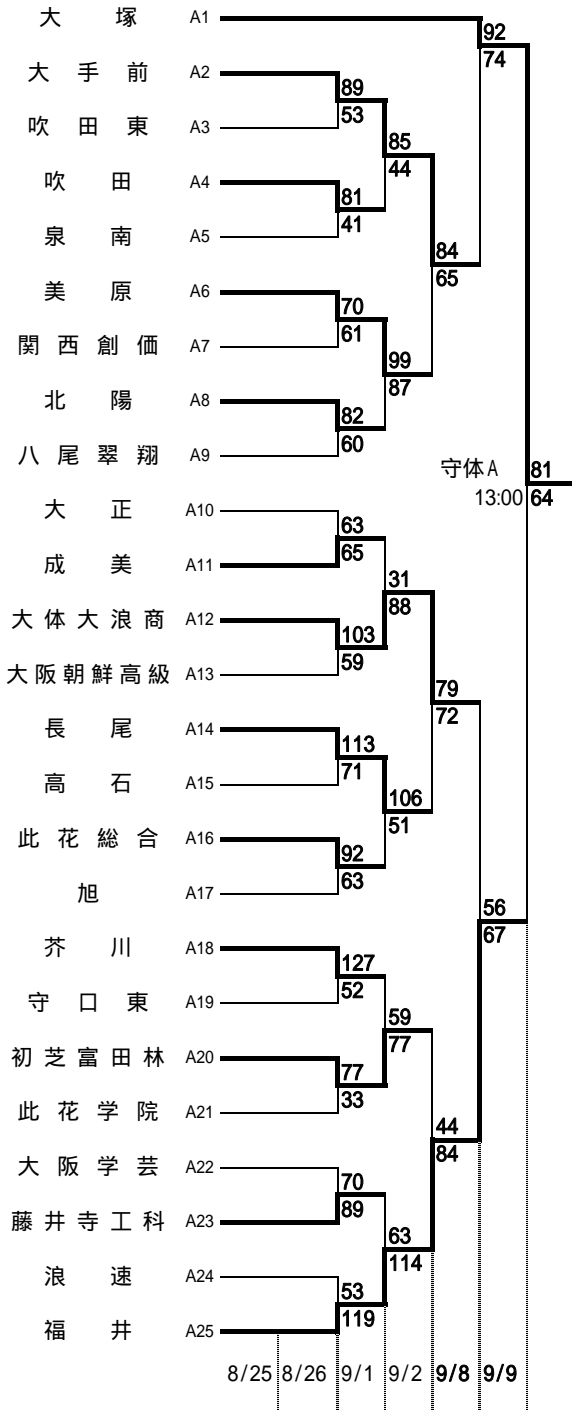 大塚 A1
92
74
大手前 A2
89
53
吹田東 A3
85
44
吹田 A4
81
41
泉南 A5
84
65
美原 A6
70
61
関西創価 A7
99
87
北陽 A8
82
60
八尾翠翔 A9
守体A 81
13:00 64
大正 A10
63
65
成美 A11
31
88
大体大浪商 A12
103
59
大阪朝鮮高級 A13
79
72
長尾 A14
113
71
高石 A15
106
51
此花総合 A16
92
63
旭 A17
56
67
芥川 A18
127
52
守口東 A19
59
77
初芝富田林 A20
77
33
此花学院 A21
44
84
大阪学芸 A22
70
89
藤井寺工科 A23
63
114
浪速 A24
53
119
福井 A25
8/25 8/26 9/1 9/2 9/8 9/9